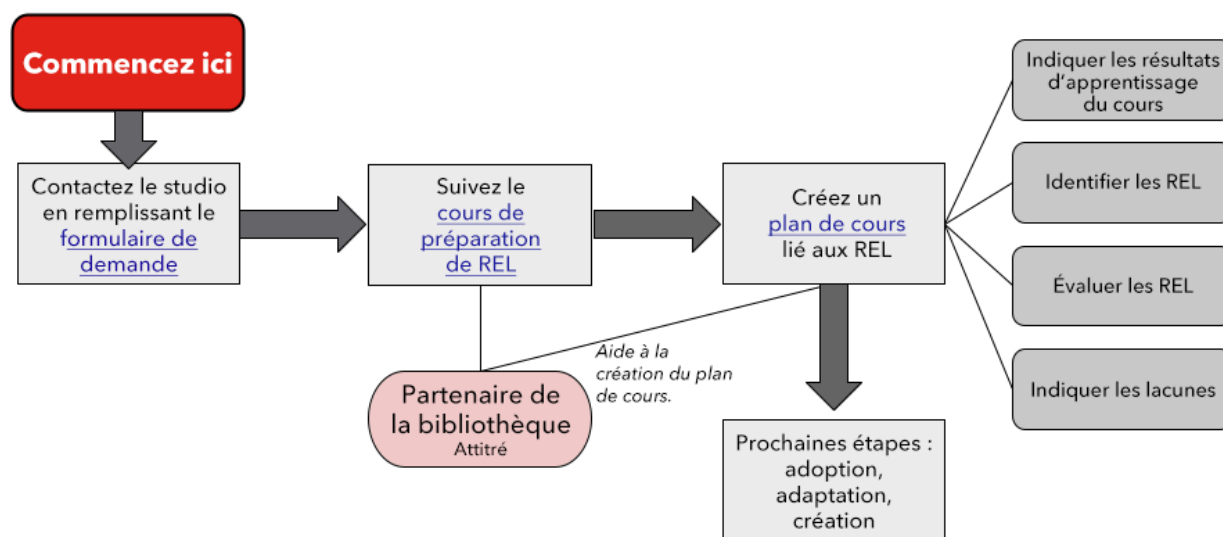 Commencez ici
Contactez le studio
en remplissant le
formulaire de
demande
Suivez le
cours de
préparation
de REL
Créez un
plan de cours
lié aux REL
Indiquer les résultats
d’apprentissage
du cours
Identifier les REL
Évaluer les REL
Indiquer les lacunes
Partenaire de
la bibliothèque
Attitré
Aide à la
création du plan
de cours.
Prochaines étapes :
adoption,
adaptation,
création